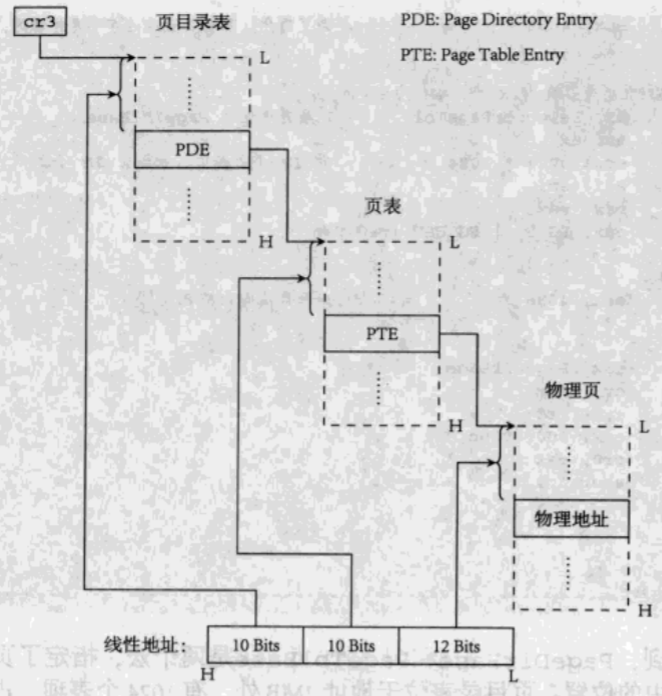 cr3
页目录表
PDE: Page Directory Entry
PTE: Page Table Entry
L
PDE
H
页表
L
PTE
H
物理页
L
物理地址
H
线性地址:
10 Bits
10 Bits
12 Bits
H
L